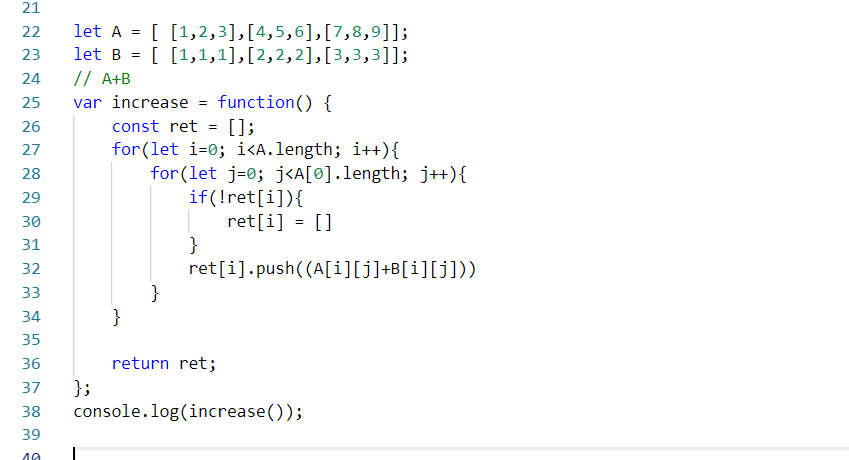 21
22 let A = [ [1,2,3],[4,5,6],[7,8,9]];
23 let B = [ [1,1,1],[2,2,2],[3,3,3]];
24 // A+B
25 var increase = function() {
26     const ret = [];
27     for(let i=0; i<A.length; i++){
28         for(let j=0; j<A[0].length; j++){
29             if(!ret[i]){
30                 ret[i] = []
31             }
32             ret[i].push((A[i][j]+B[i][j]))
33         }
34     }
35
36     return ret;
37 };
38 console.log(increase());
39
40